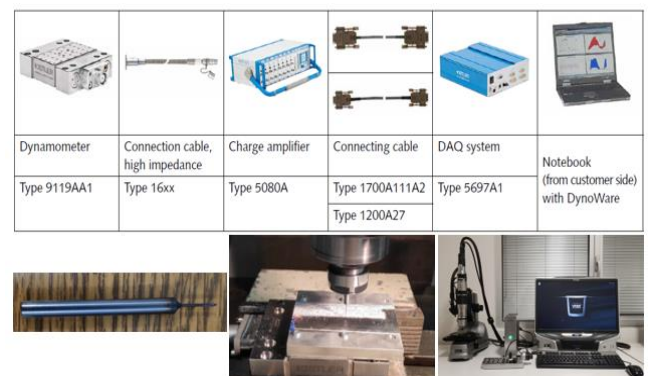 Dynamometer
Connection cable,
high impedance
Charge amplifier
Connecting cable
DAQ system
Notebook
(from customer side)
with DynoWare
Type 9119AA1
Type 16xx
Type 5080A
Type 1700A111A2
Type 5697A1
Type 1200A27
KISTLER